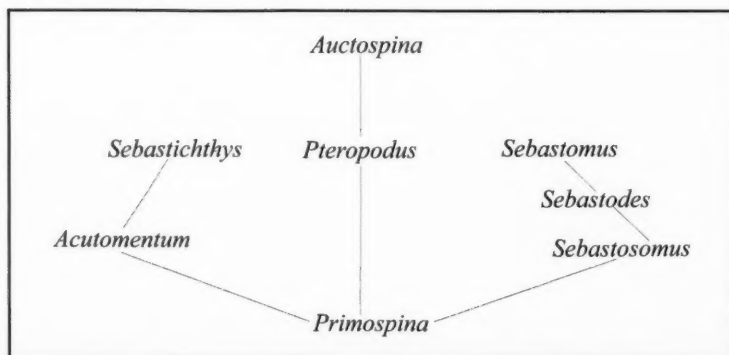 Auctospina
Sebastichthys Pteropodus Sebastomus
Sebastodes
Acutomentum Sebastosomus
Primospina